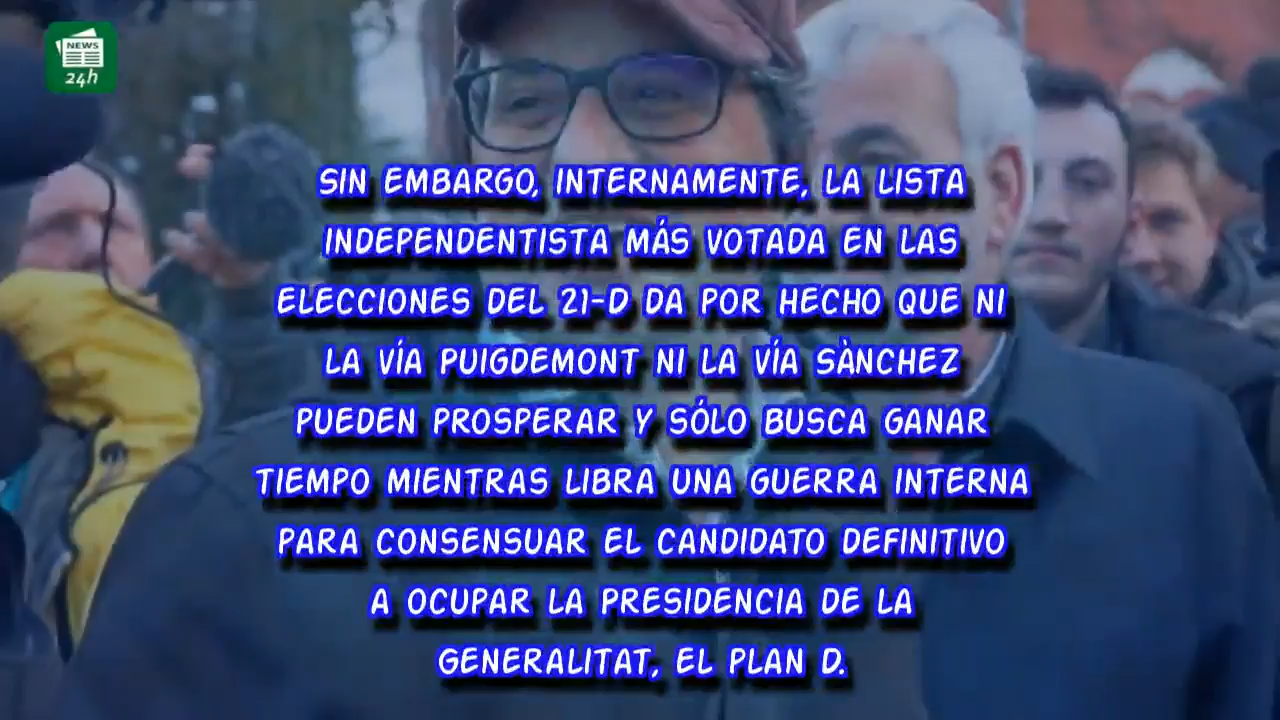 NEWS
24h
SIN EMBARGO, INTERNAMENTE, LA LISTA
INDEPENDENTISTA MÁS VOTADA EN LAS
ELECCIONES DEL 21-D DA POR HECHO QUE NI
LA VÍA PUIGDEMONT NI LA VÍA SÀNCHEZ
PUEDEN PROSPERAR Y SÓLO BUSCA GANAR
TIEMPO MIENTRAS LIBRA UNA GUERRA INTERNA
PARA CONSENSUAR EL CANDIDATO DEFINITIVO
A OCUPAR LA PRESIDENCIA DE LA
GENERALITAT, EL PLAN D.